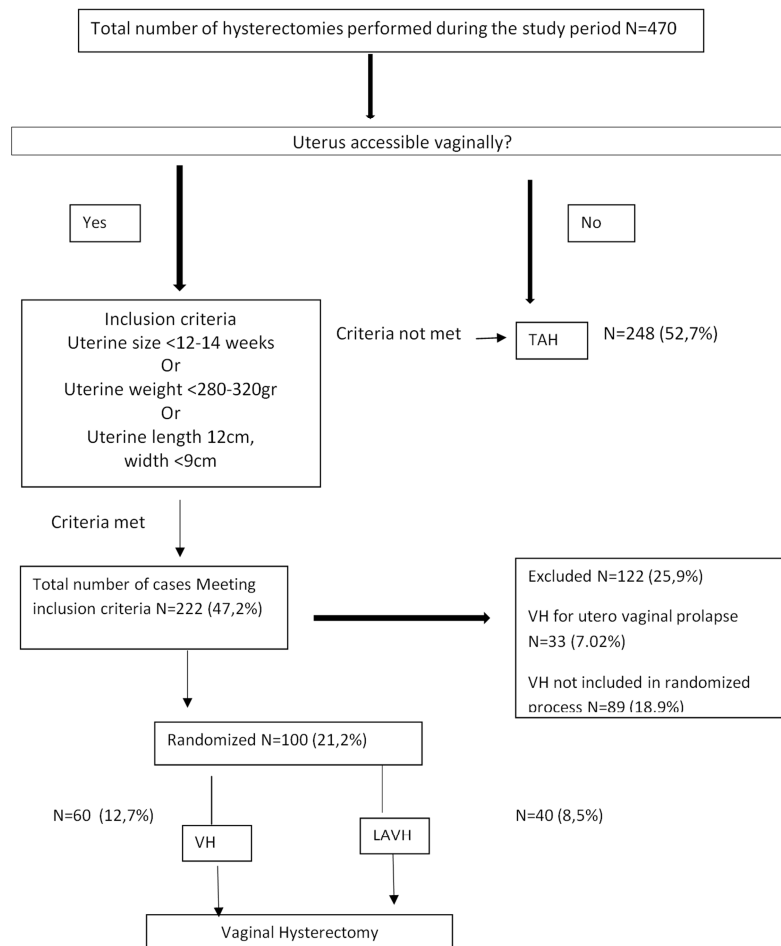 Total number of hysterectomies performed during the study period N=470
Uterus accessible vaginally?
Yes
No
Inclusion criteria
Uterine size <12-14 weeks
Or
Uterine weight <280-320gr
Or
Uterine length 12cm,
width <9cm
Criteria not met
TAH
N=248 (52,7%)
Criteria met
Total number of cases Meeting
inclusion criteria N=222 (47,2%)
Excluded N=122 (25,9%)
VH for utero vaginal prolapse
N=33 (7.02%)
VH not included in randomized
process N=89 (18.9%)
Randomized N=100 (21,2%)
N=60 (12,7%)
VH
LAVH
N=40 (8,5%)
Vaginal Hysterectomy